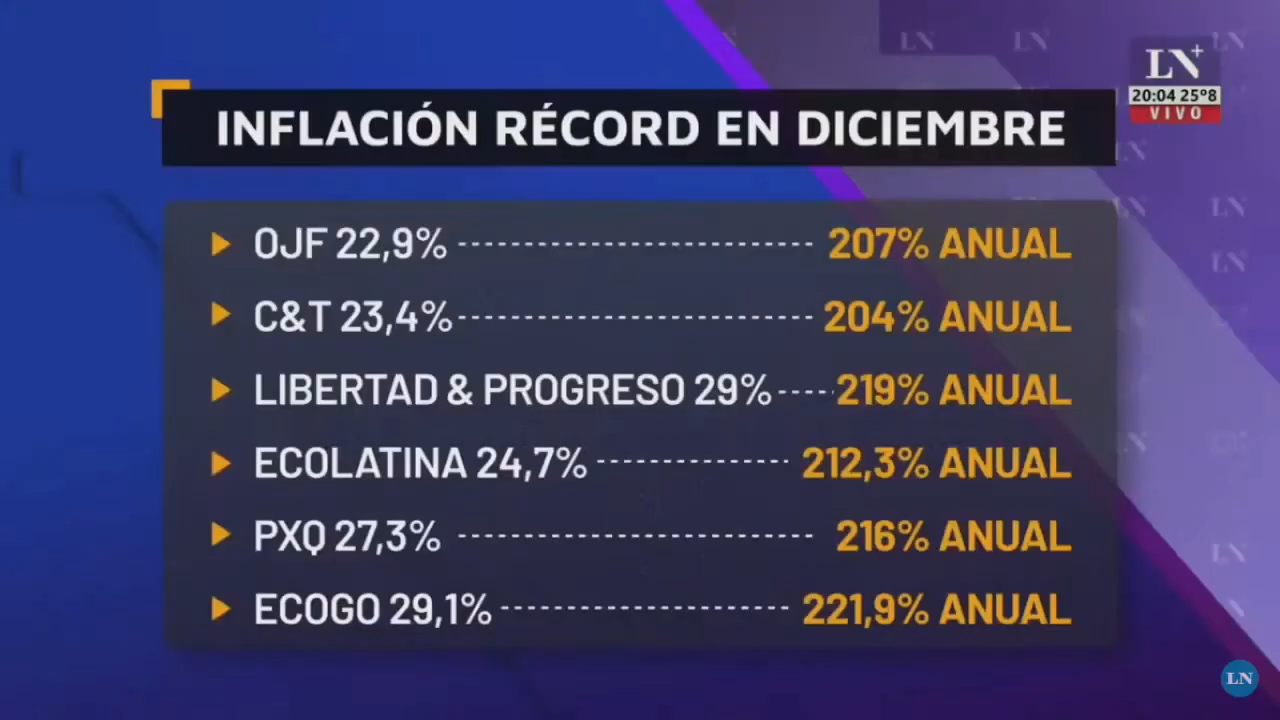 LN+
20:04 25°8
VIVO
INFLACIÓN RÉCORD EN DICIEMBRE
OJF 22,9% 207% ANUAL
C&T 23,4% 204% ANUAL
LIBERTAD & PROGRESO 29% 219% ANUAL
ECOLATINA 24,7% 212,3% ANUAL
PXQ 27,3% 216% ANUAL
ECOGO 29,1% 221,9% ANUAL
LN